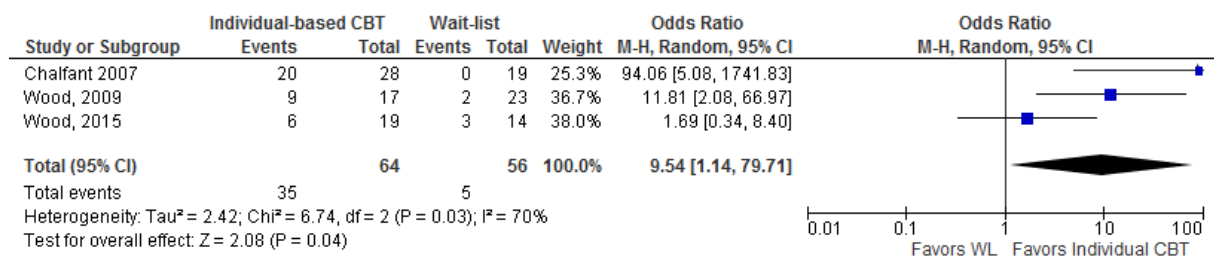 Individual-based CBT Wait-list Odds Ratio Odds Ratio
Study or Subgroup Events Total Events Total Weight M-H, Random, 95% CI M-H, Random, 95% CI
Chalfant 2007 20 28 0 19 25.3% 94.06 [5.08, 1741.83]
Wood, 2009 9 17 2 23 36.7% 11.81 [2.08, 66.97]
Wood, 2015 6 19 3 14 38.0% 1.69 [0.34, 8.40]
Total (95% CI) 64 56 100.0% 9.54 [1.14, 79.71]
Total events 35 5
Heterogeneity: Tau² = 2.42; Chi² = 6.74, df = 2 (P = 0.03); I² = 70%
Test for overall effect: Z = 2.08 (P = 0.04)
0.01 0.1 1 10 100
Favors WL Favors Individual CBT